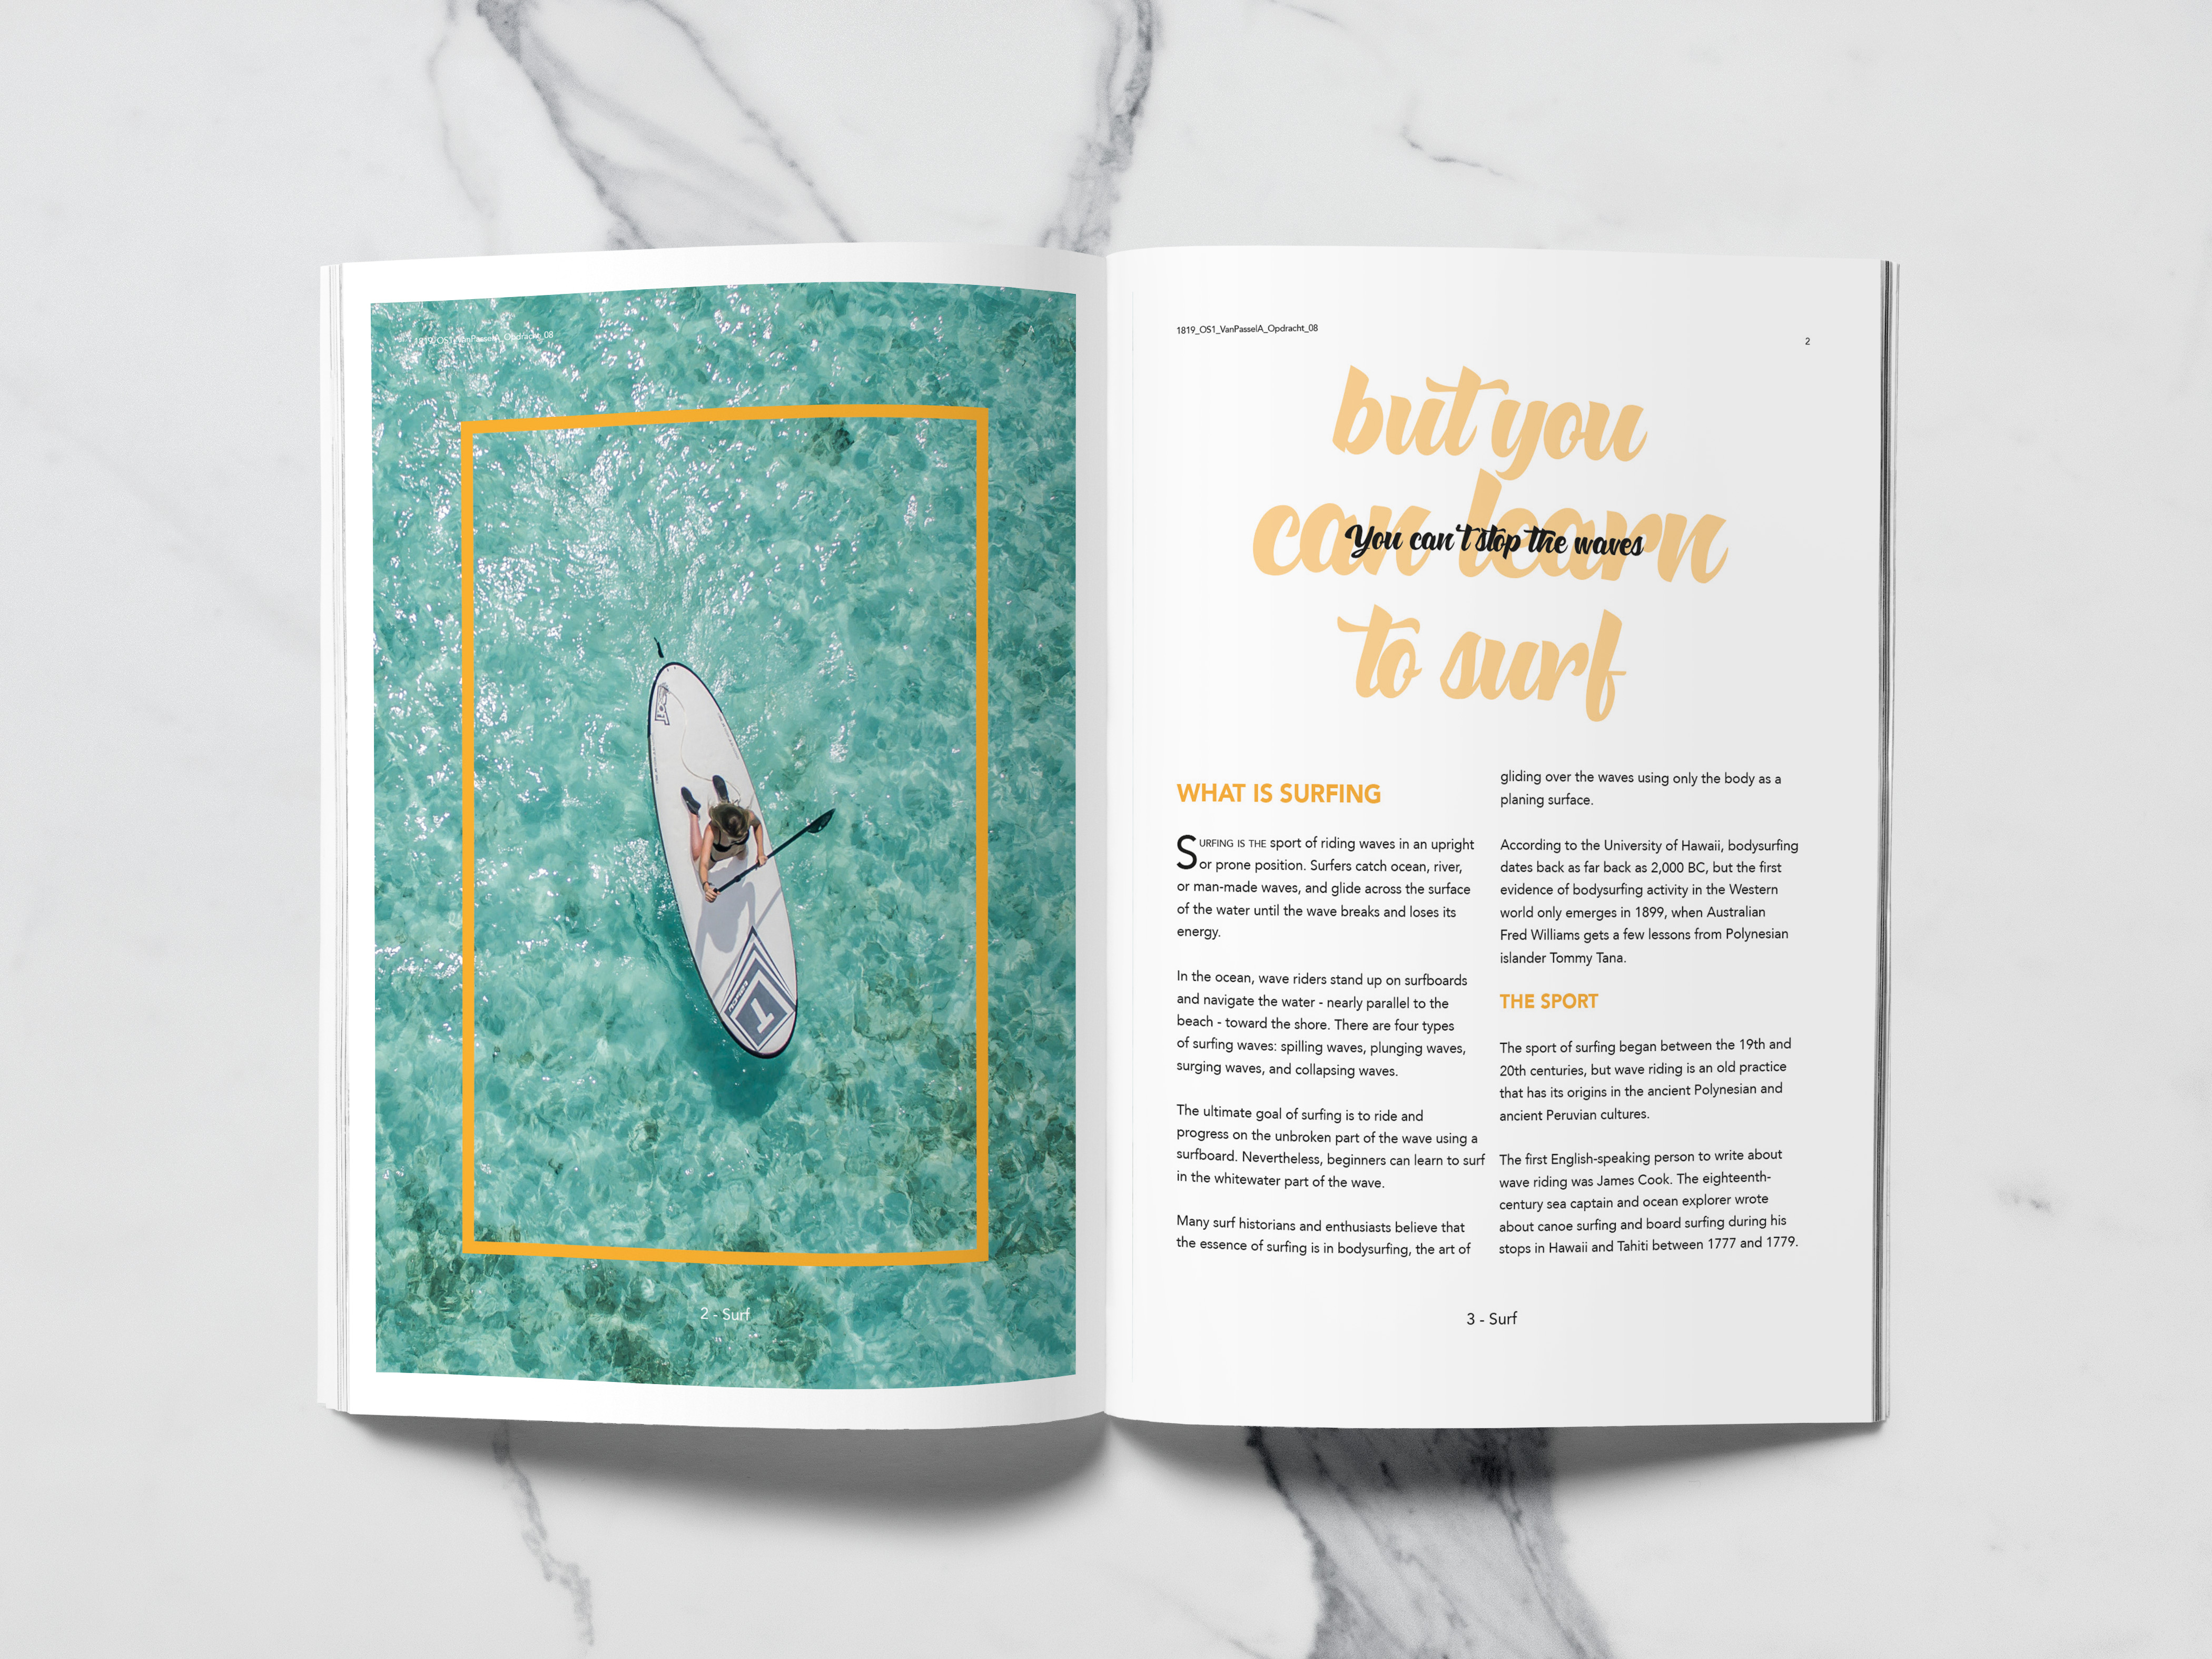 1819_OS1_VanPasselA_Opdracht_08
2 - Surf
1819_OS1_VanPasselA_Opdracht_08
2
but you
can learn
to surf
You can't stop the waves
WHAT IS SURFING
SURFING IS THE sport of riding waves in an upright
or prone position. Surfers catch ocean, river,
or man-made waves, and glide across the surface
of the water until the wave breaks and loses its
energy.
In the ocean, wave riders stand up on surfboards
and navigate the water - nearly parallel to the
beach - toward the shore. There are four types
of surfing waves: spilling waves, plunging waves,
surging waves, and collapsing waves.
The ultimate goal of surfing is to ride and
progress on the unbroken part of the wave using a
surfboard. Nevertheless, beginners can learn to surf
in the whitewater part of the wave.
Many surf historians and enthusiasts believe that
the essence of surfing is in bodysurfing, the art of
gliding over the waves using only the body as a
planing surface.
According to the University of Hawaii, bodysurfing
dates back as far back as 2,000 BC, but the first
evidence of bodysurfing activity in the Western
world only emerges in 1899, when Australian
Fred Williams gets a few lessons from Polynesian
islander Tommy Tana.
THE SPORT
The sport of surfing began between the 19th and
20th centuries, but wave riding is an old practice
that has its origins in the ancient Polynesian and
ancient Peruvian cultures.
The first English-speaking person to write about
wave riding was James Cook. The eighteenth-
century sea captain and ocean explorer wrote
about canoe surfing and board surfing during his
stops in Hawaii and Tahiti between 1777 and 1779.
3 - Surf